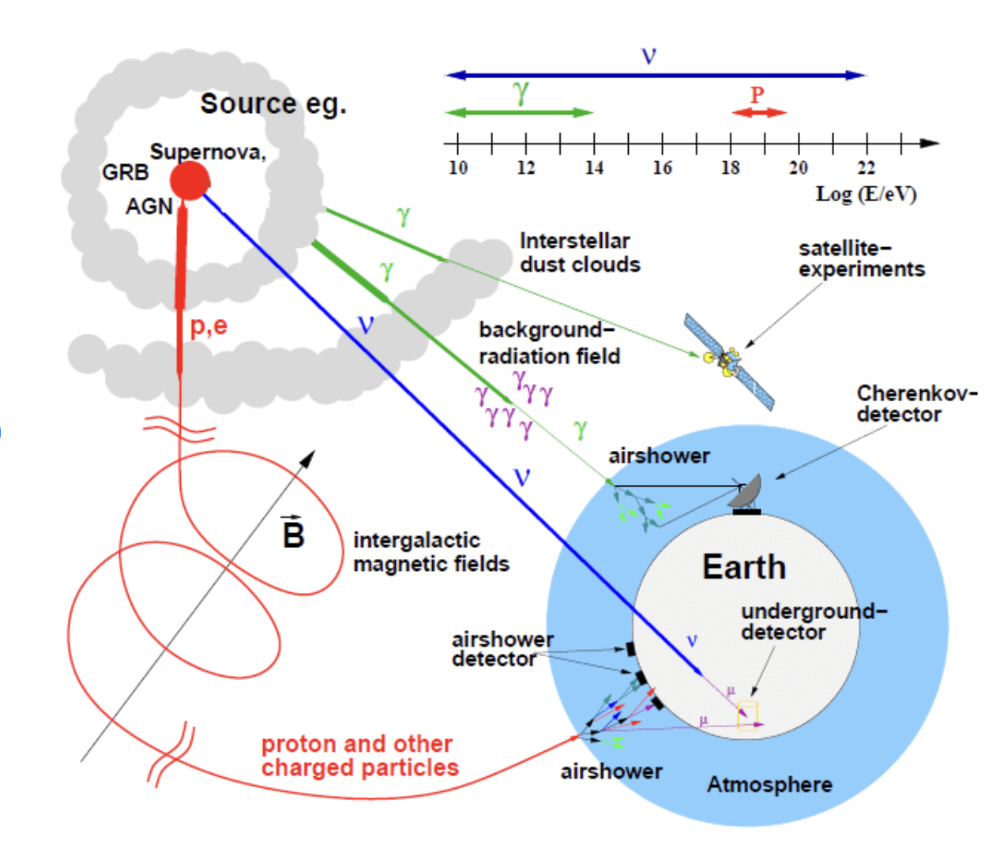 ν
γ
P
10 12 14 16 18 20 22
Log (E/eV)
Source eg.
Supernova,
GRB
AGN
p,e
γ
γ
ν
Interstellar
dust clouds
satellite–
experiments
background–
radiation field
γ
γ γ γ
γ γ γ
γ
Cherenkov–
detector
airshower
ν
B
intergalactic
magnetic fields
Earth
underground–
detector
airshower
detector
ν
μ
μ
proton and other
charged particles
airshower
Atmosphere